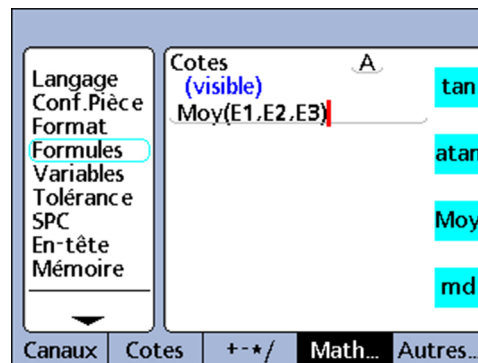 Langage
Conf.Pièce
Format
Formules
Variables
Tolérance
SPC
En-tête
Mémoire
Cotes A
(visible)
Moy(E1,E2,E3)
tan
atan
Moy
md
Canaux Cotes +-*/ Math... Autres...